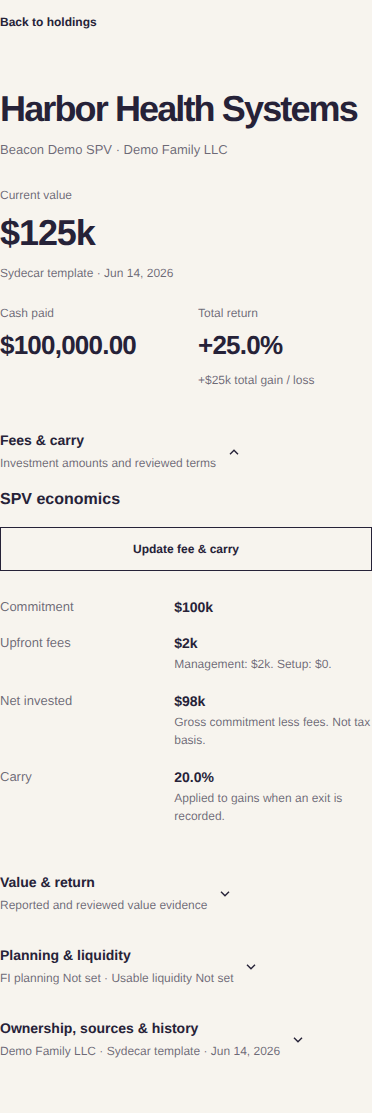 Back to holdings
Harbor Health Systems
Beacon Demo SPV · Demo Family LLC
Current value
$125k
Sydecar template · Jun 14, 2026
Cash paid
$100,000.00
Total return
+25.0%
+$25k total gain / loss
Fees & carry
Investment amounts and reviewed terms
SPV economics
Update fee & carry
Commitment
$100k
Upfront fees
$2k
Management: $2k. Setup: $0.
Net invested
$98k
Gross commitment less fees. Not tax
basis.
Carry
20.0%
Applied to gains when an exit is
recorded.
Value & return
Reported and reviewed value evidence
Planning & liquidity
FI planning Not set · Usable liquidity Not set
Ownership, sources & history
Demo Family LLC · Sydecar template · Jun 14, 2026